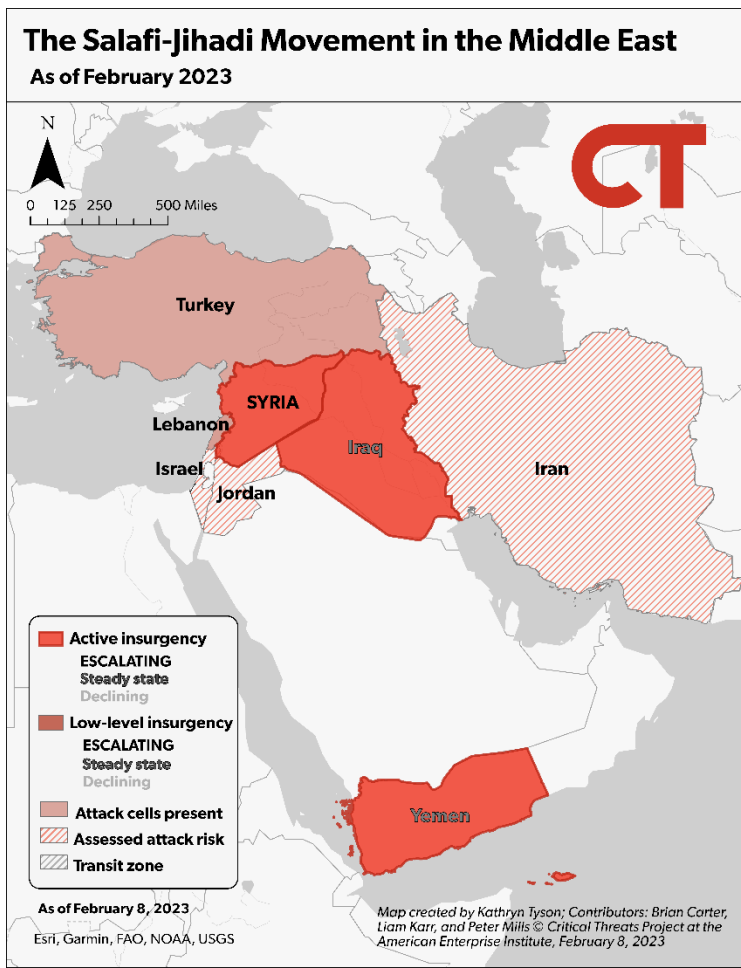 The Salafi-Jihadi Movement in the Middle East
As of February 2023
CT
N
0 125 250 500 Miles
Turkey
SYRIA
Lebanon
Iraq
Israel
Jordan
Iran
Yemen
Active insurgency
ESCALATING
Steady state
Declining
Low-level insurgency
ESCALATING
Steady state
Declining
Attack cells present
Assessed attack risk
Transit zone
As of February 8, 2023
Esri, Garmin, FAO, NOAA, USGS
Map created by Kathryn Tyson; Contributors: Brian Carter,
Liam Karr, and Peter Mills © Critical Threats Project at the
American Enterprise Institute, February 8, 2023